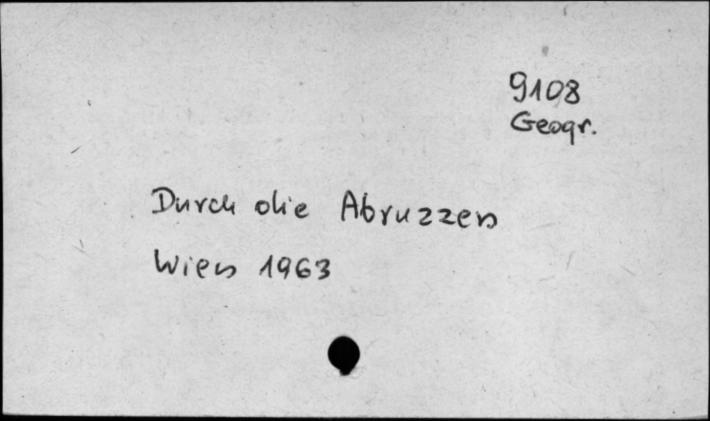 9108
Geogr.
Durch die Abruzzen
Wien 1963